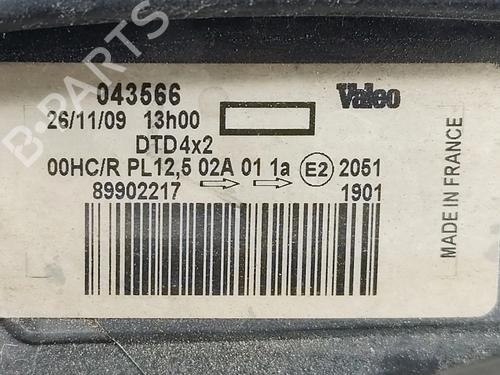 043566
Valeo
26/11/09 13h00
DTD4x2
00HC/R PL12,5 02A 01 1a E2 2051
89902217 1901
MADE IN FRANCE
B-PARTS